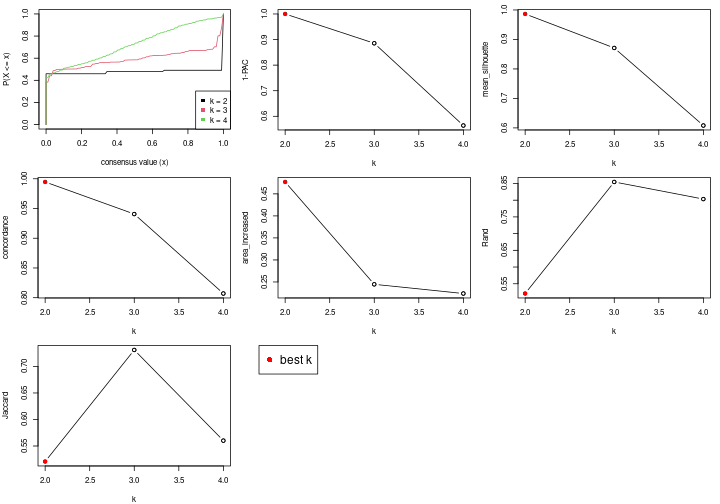 P(X <= x)
0.0 0.2 0.4 0.6 0.8 1.0
k = 2
k = 3
k = 4
0.0 0.2 0.4 0.6 0.8 1.0
consensus value (x)
1-PAC
0.6 0.7 0.8 0.9 1.0
2.0 2.5 3.0 3.5 4.0
k
mean_silhouette
0.6 0.7 0.8 0.9 1.0
2.0 2.5 3.0 3.5 4.0
k
concordance
0.80 0.85 0.90 0.95 1.00
2.0 2.5 3.0 3.5 4.0
k
area_increased
0.25 0.30 0.35 0.40 0.45
2.0 2.5 3.0 3.5 4.0
k
Rand
0.55 0.65 0.75 0.85
2.0 2.5 3.0 3.5 4.0
k
Jaccard
0.55 0.60 0.65 0.70
2.0 2.5 3.0 3.5 4.0
k
best k